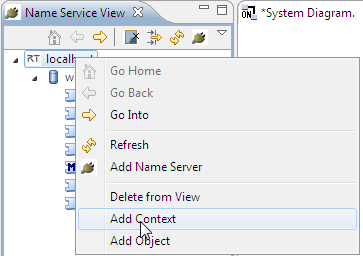 Name Service View
*System Diagram.
ON
RT
Go Home
Go Back
Go Into
Refresh
Add Name Server
Delete from View
Add Context
Add Object